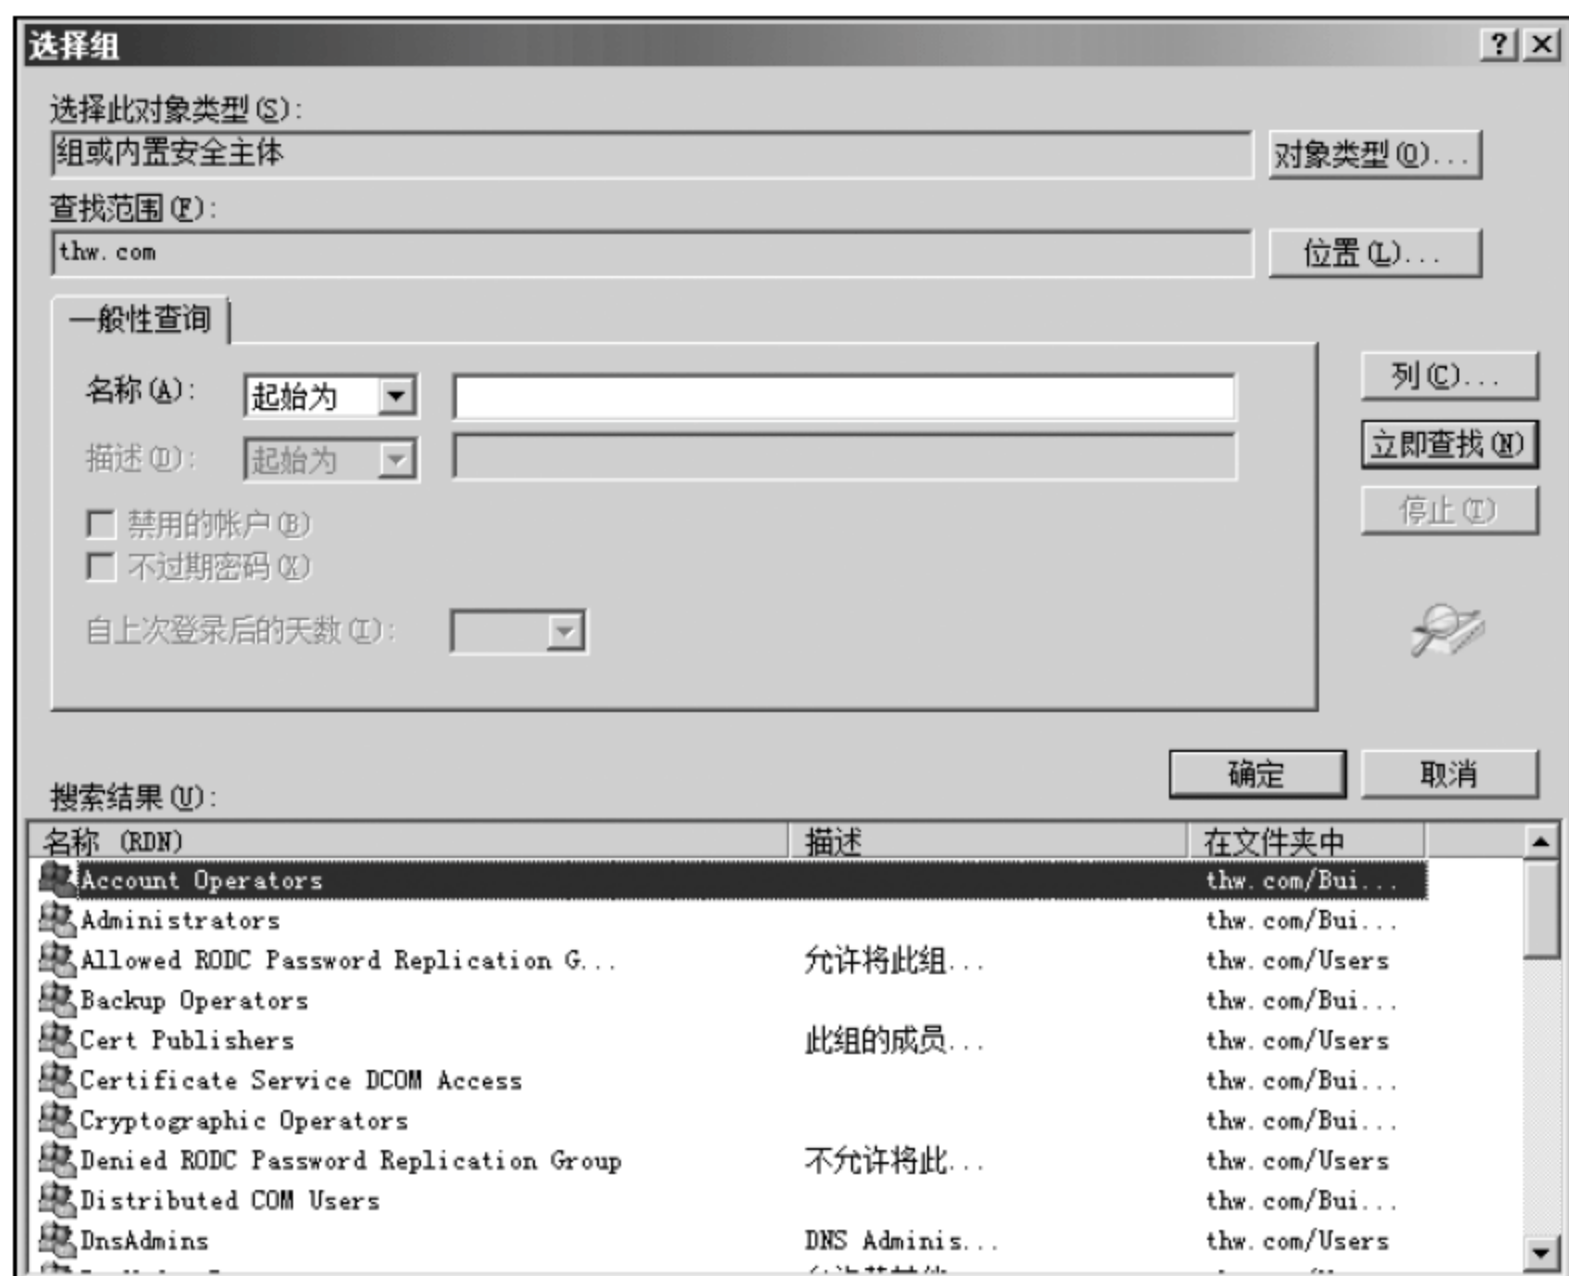 选择组
选择此对象类型(S):
组或内置安全主体
对象类型(O)...
查找范围(F):
thw.com
位置(L)...
一般性查询
名称(A): 起始为
列(C)...
描述(D): 起始为
立即查找(N)
禁用的帐户(B)
停止(T)
不过期密码(X)
自上次登录后的天数(I):
确定 取消
搜索结果(U):
名称 (RDN) 描述 在文件夹中
Account Operators thw.com/Bui...
Administrators thw.com/Bui...
Allowed RODC Password Replication G... 允许将此组... thw.com/Users
Backup Operators thw.com/Bui...
Cert Publishers 此组的成员... thw.com/Users
Certificate Service DCOM Access thw.com/Bui...
Cryptographic Operators thw.com/Bui...
Denied RODC Password Replication Group 不允许将此... thw.com/Users
Distributed COM Users thw.com/Bui...
DnsAdmins DNS Adminis... thw.com/Users